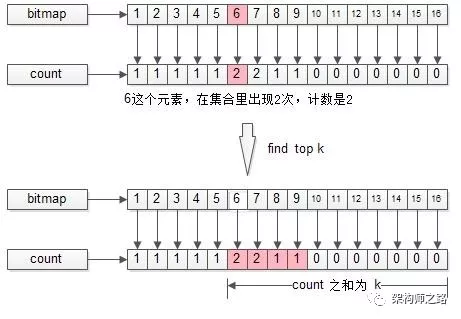 bitmap 1 2 3 4 5 6 7 8 9 10 11 12 13 14 15 16
count 1 1 1 1 1 2 2 1 1 0 0 0 0 0 0 0
6这个元素，在集合里出现2次，计数是2
find top k
bitmap 1 2 3 4 5 6 7 8 9 10 11 12 13 14 15 16
count 1 1 1 1 1 2 2 1 1 0 0 0 0 0 0 0
count 之和为 k
架构师之路